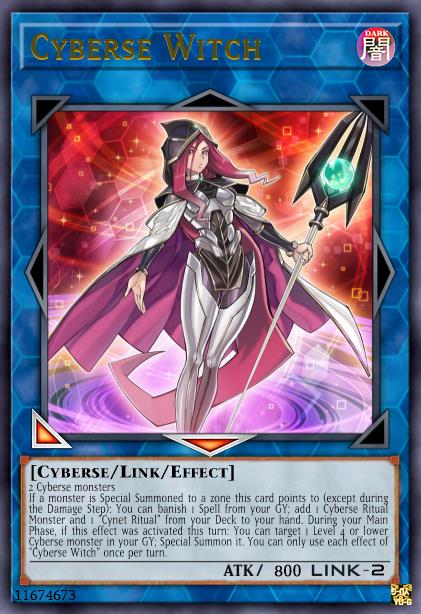 Cyberse Witch
DARK
闇
[Cyberse/Link/Effect]
2 Cyberse monsters
If a monster is Special Summoned to a zone this card points to (except during
the Damage Step): You can banish 1 Spell from your GY; add 1 Cyberse Ritual
Monster and 1 "Cynet Ritual" from your Deck to your hand. During your Main
Phase, if this effect was activated this turn: You can target 1 Level 4 or lower
Cyberse monster in your GY; Special Summon it. You can only use each effect of
"Cyberse Witch" once per turn.
ATK/ 800 LINK-2
11674673